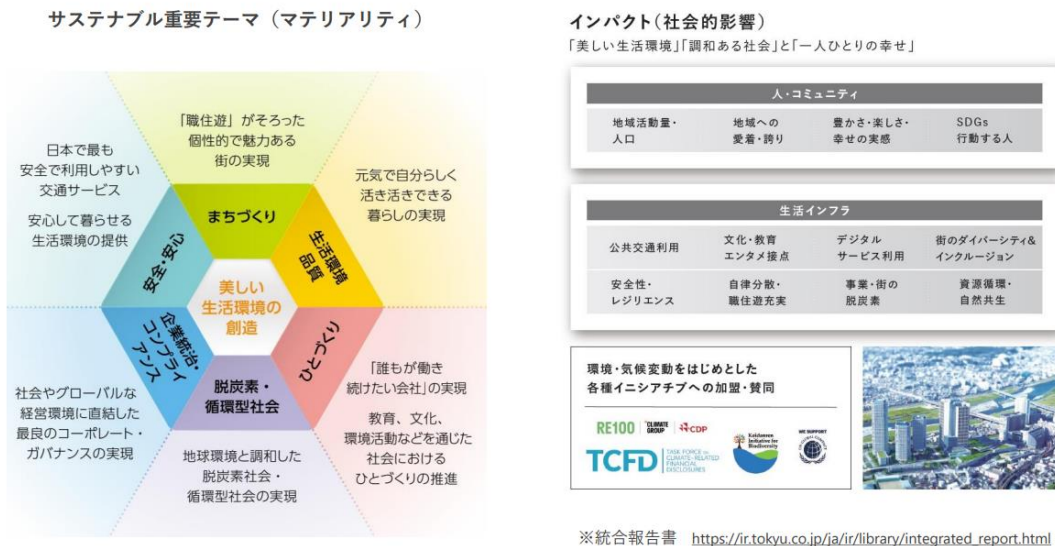 サステナブル重要テーマ（マテリアリティ）
「職住遊」がそろった
個性的で魅力ある
街の実現
日本で最も
安全で利用しやすい
交通サービス
安心して暮らせる
生活環境の提供
元気で自分らしく
活き活きできる
暮らしの実現
まちづくり
安全・安心
生活環境
品質
美しい
生活環境の
創造
企業統治・
コンプライ
アンス
ひとづくり
脱炭素・
循環型社会
社会やグローバルな
経営環境に直結した
最良のコーポレート・
ガバナンスの実現
「誰もが働き
続けたい会社」の実現
教育、文化、
環境活動などを通じた
社会における
ひとづくりの推進
地球環境と調和した
脱炭素社会・
循環型社会の実現
インパクト（社会的影響）
「美しい生活環境」「調和ある社会」と「一人ひとりの幸せ」
人・コミュニティ
地域活動量・
人口
地域への
愛着・誇り
豊かさ・楽しさ・
幸せの実感
SDGs
行動する人
生活インフラ
公共交通利用
文化・教育
エンタメ接点
デジタル
サービス利用
街のダイバーシティ&
インクルージョン
安全性・
レジリエンス
自律分散・
職住遊充実
事業・街の
脱炭素
資源循環・
自然共生
環境・気候変動をはじめとした
各種イニシアチブへの加盟・賛同
RE100
°CLIMATE
GROUP
CDP
TCFD
TASK FORCE on
CLIMATE-RELATED
FINANCIAL
DISCLOSURES
Keidanren
Initiative for
Biodiversity
WE SUPPORT
※統合報告書 https://ir.tokyu.co.jp/ja/ir/library/integrated_report.html